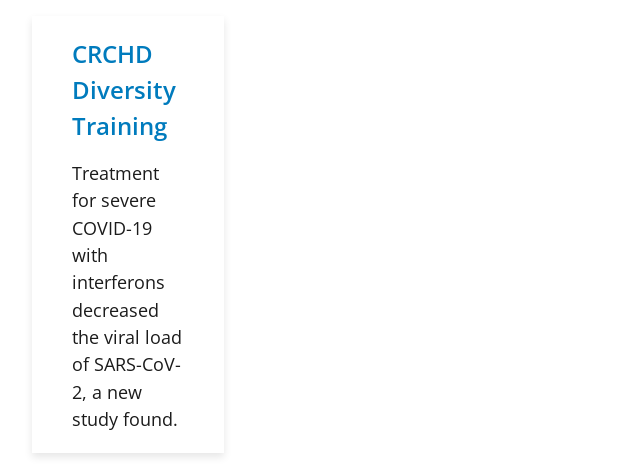 CRCHD
Diversity
Training
Treatment
for severe
COVID-19
with
interferons
decreased
the viral load
of SARS-CoV-
2, a new
study found.